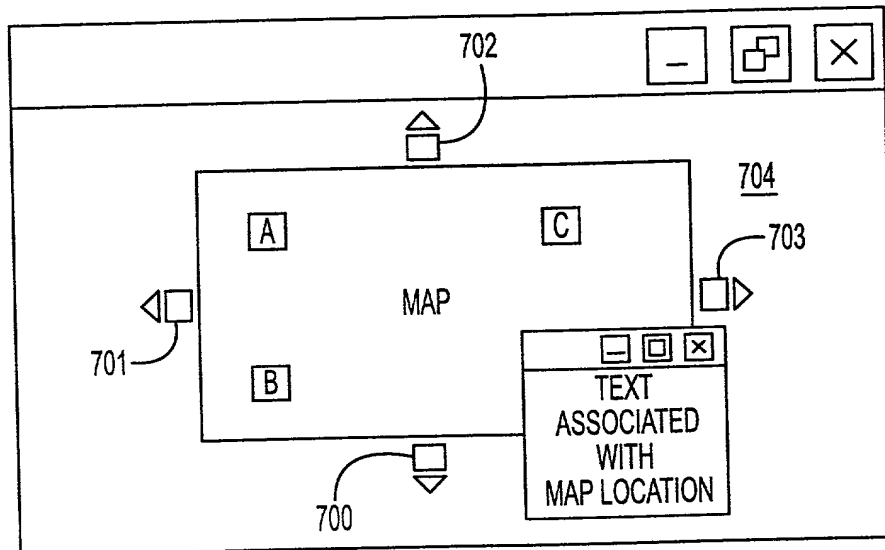 702
704
A
C
703
MAP
701
B
TEXT
ASSOCIATED
WITH
MAP LOCATION
700